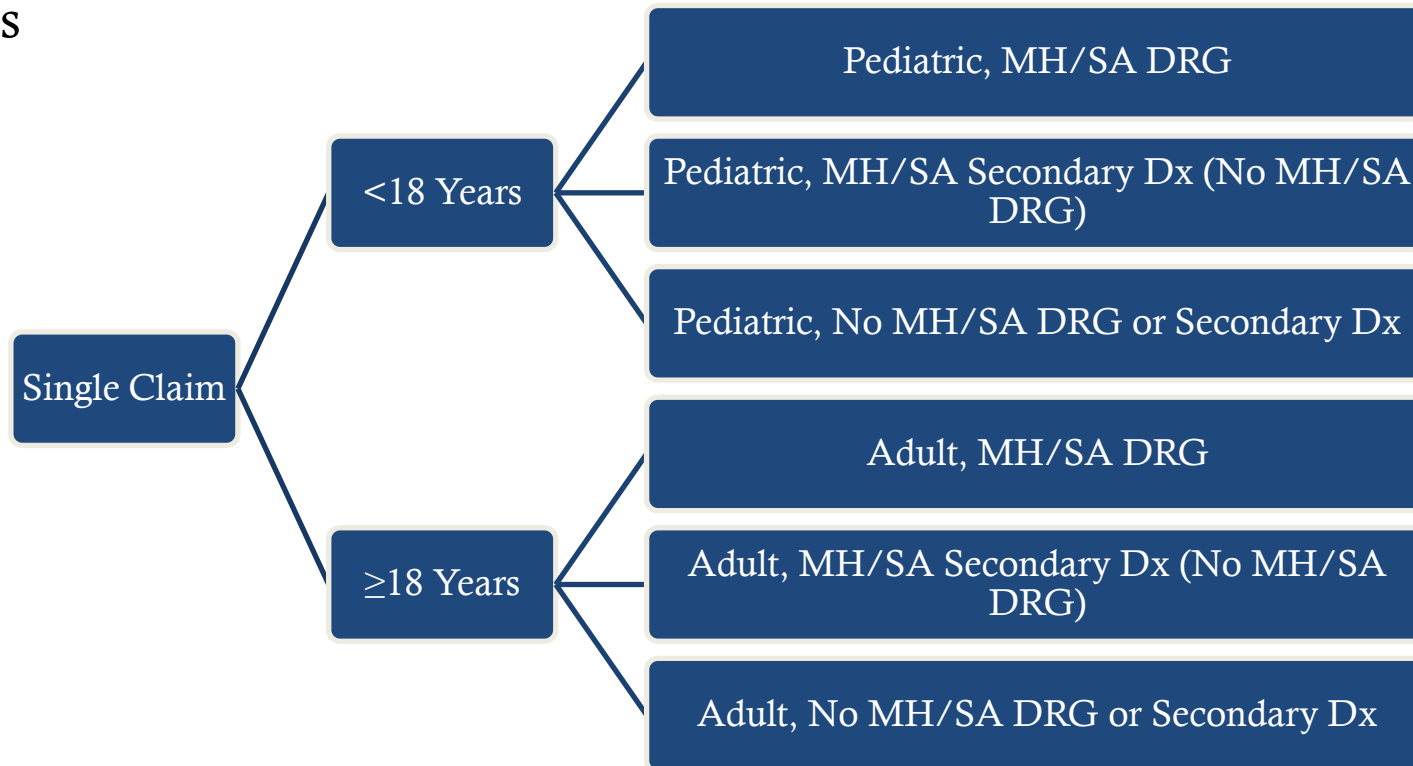 s
Pediatric, MH/SA DRG
<18 Years
Pediatric, MH/SA Secondary Dx (No MH/SA
DRG)
Pediatric, No MH/SA DRG or Secondary Dx
Single Claim
Adult, MH/SA DRG
≥18 Years
Adult, MH/SA Secondary Dx (No MH/SA
DRG)
Adult, No MH/SA DRG or Secondary Dx